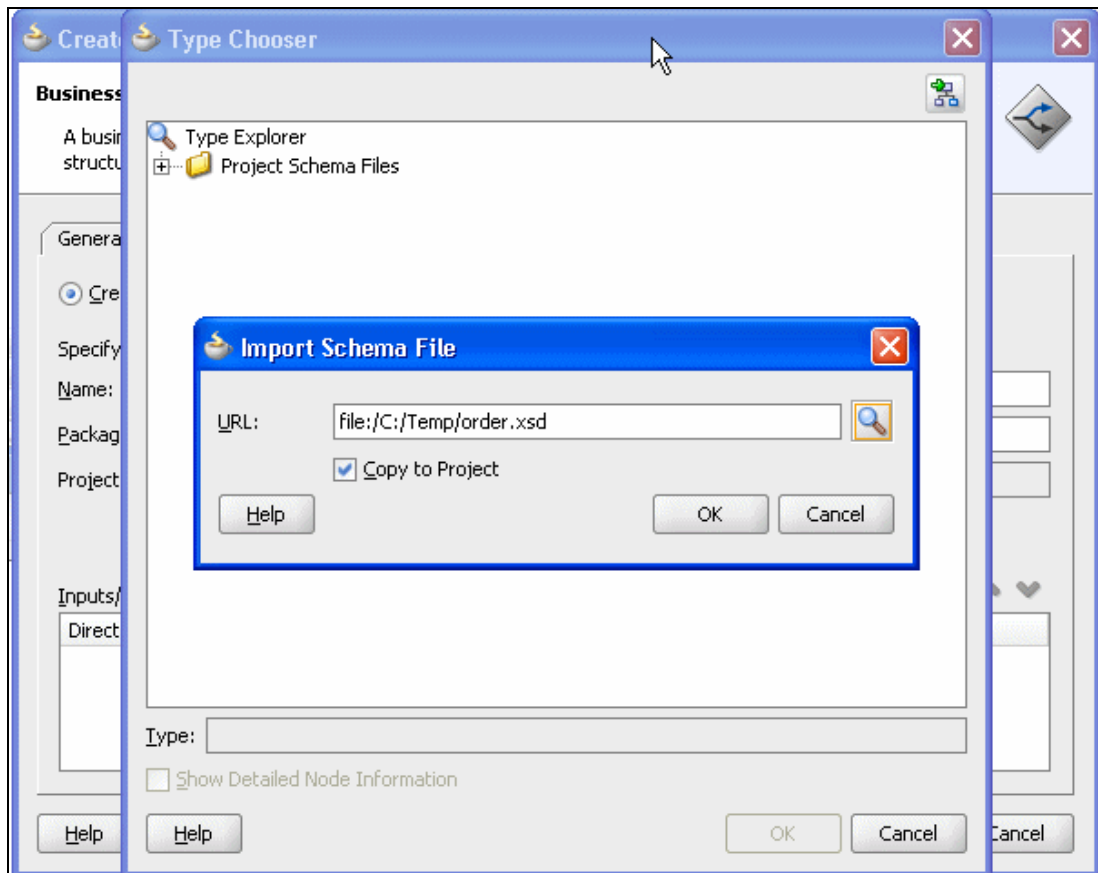 Creat
Type Chooser
Business
A busin
structu
Type Explorer
Project Schema Files
Genera
Cre
Import Schema File
Specify
Name:
URL:
file:/C:/Temp/order.xsd
Packag
Copy to Project
Project
Help
OK
Cancel
Inputs/
Direct
Type:
Show Detailed Node Information
Help
Help
OK
Cancel
Cancel